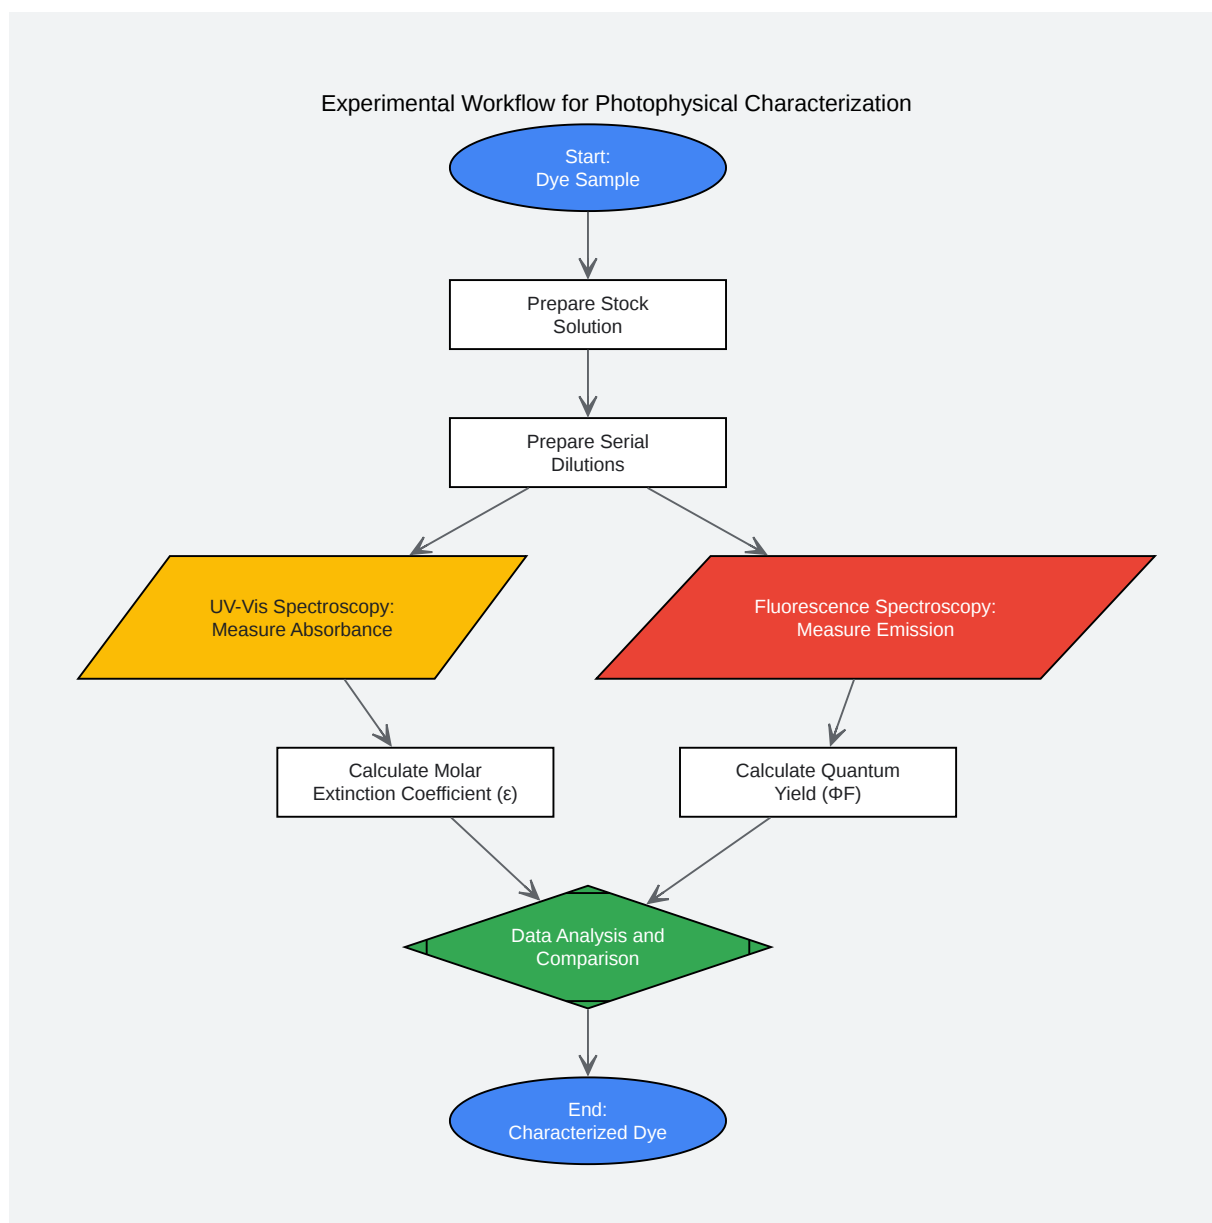 Experimental Workflow for Photophysical Characterization
Start:
Dye Sample
Prepare Stock
Solution
Prepare Serial
Dilutions
UV-Vis Spectroscopy:
Measure Absorbance
Fluorescence Spectroscopy:
Measure Emission
Calculate Molar
Extinction Coefficient (ε)
Calculate Quantum
Yield (ΦF)
Data Analysis and
Comparison
End:
Characterized Dye